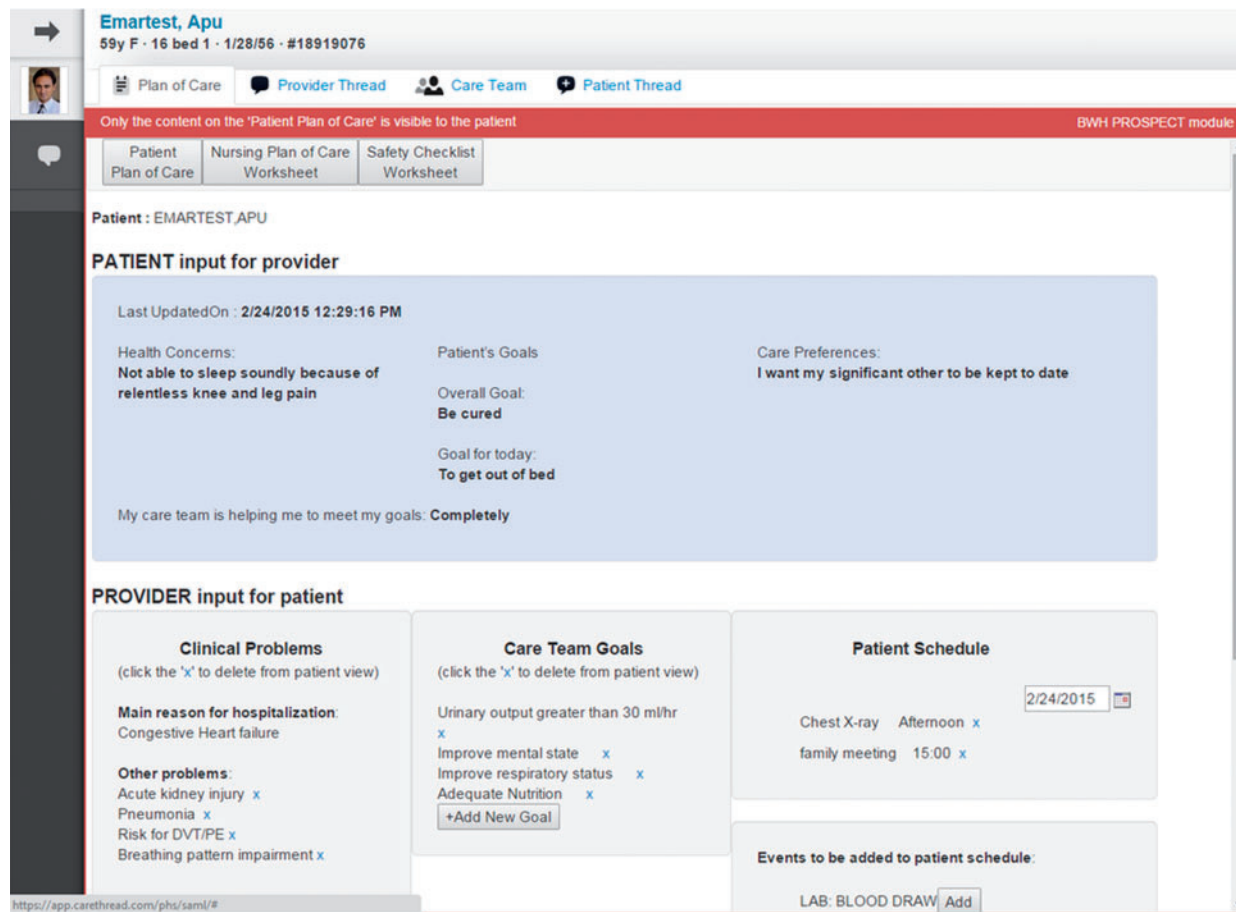 Emartest, Apu
59y F · 16 bed 1 · 1/28/56 · #18919076
Plan of Care
Provider Thread
Care Team
Patient Thread
Only the content on the 'Patient Plan of Care' is visible to the patient
BWH PROSPECT module
Patient
Plan of Care
Nursing Plan of Care
Worksheet
Safety Checklist
Worksheet
Patient : EMARTEST,APU
PATIENT input for provider
Last UpdatedOn : 2/24/2015 12:29:16 PM
Health Concerns:
Not able to sleep soundly because of
relentless knee and leg pain
Patient's Goals
Overall Goal:
Be cured
Goal for today:
To get out of bed
Care Preferences:
I want my significant other to be kept to date
My care team is helping me to meet my goals: Completely
PROVIDER input for patient
Clinical Problems
(click the 'x' to delete from patient view)
Main reason for hospitalization:
Congestive Heart failure
Other problems:
Acute kidney injury x
Pneumonia x
Risk for DVT/PE x
Breathing pattern impairment x
Care Team Goals
(click the 'x' to delete from patient view)
Urinary output greater than 30 ml/hr
x
Improve mental state x
Improve respiratory status x
Adequate Nutrition x
+Add New Goal
Patient Schedule
2/24/2015
Chest X-ray Afternoon x
family meeting 15:00 x
Events to be added to patient schedule:
LAB: BLOOD DRAW Add
https://app.carethread.com/phs/saml/#